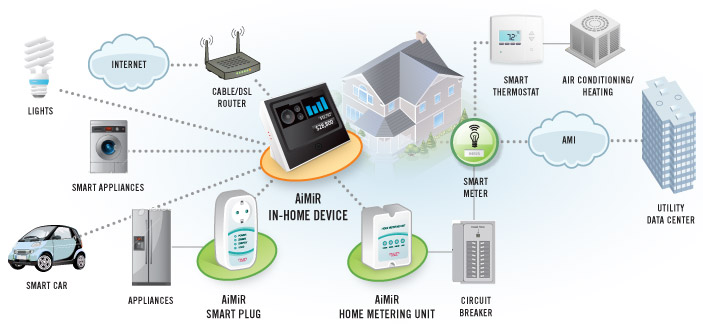 INTERNET
CABLE/DSL
ROUTER
LIGHTS
SMART
THERMOSTAT
72°
AIR CONDITIONING/
HEATING
SMART APPLIANCES
AiMiR
IN-HOME DEVICE
SMART
METER
AMI
UTILITY
DATA CENTER
SMART CAR
APPLIANCES
AiMiR
SMART PLUG
AiMiR
HOME METERING UNIT
CIRCUIT
BREAKER